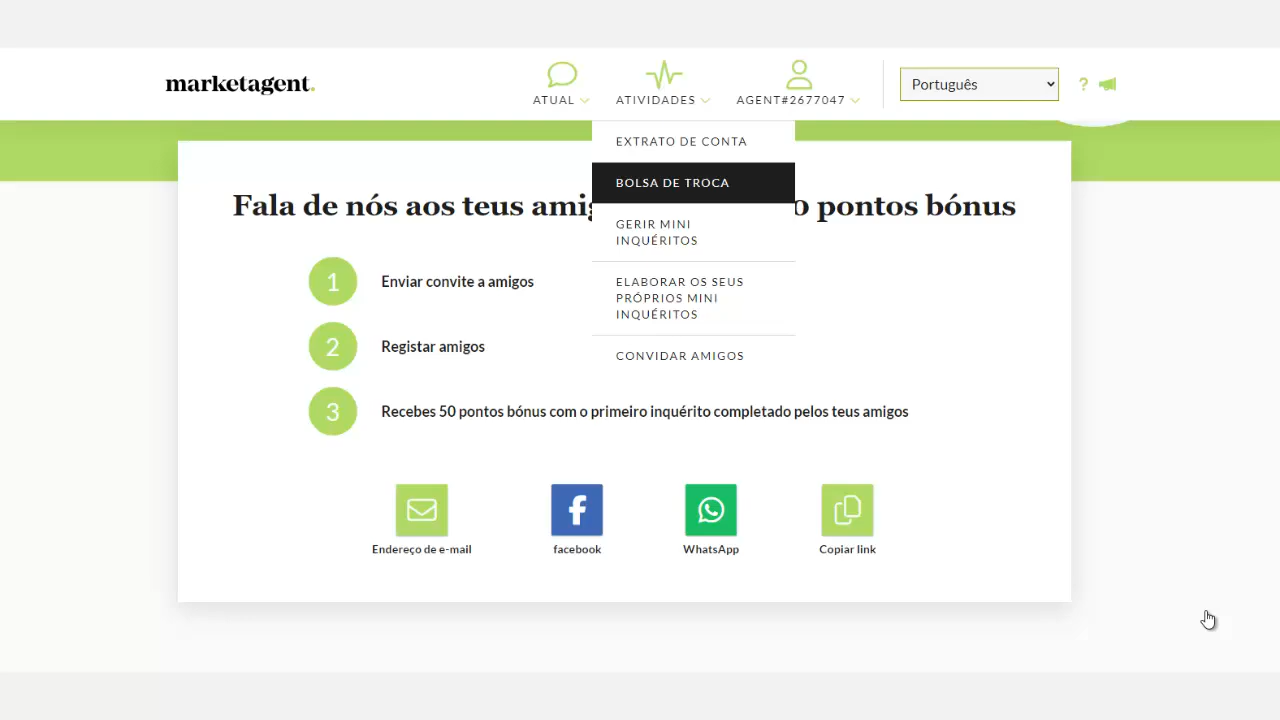 marketagent.
ATUAL
ATIVIDADES
AGENT#2677047
Português
?
EXTRATO DE CONTA
BOLSA DE TROCA
GERIR MINI
INQUÉRITOS
ELABORAR OS SEUS
PRÓPRIOS MINI
INQUÉRITOS
CONVIDAR AMIGOS
Fala de nós aos teus ami o pontos bónus
1 Enviar convite a amigos
2 Registar amigos
3 Recebes 50 pontos bónus com o primeiro inquérito completado pelos teus amigos
Endereço de e-mail
facebook
WhatsApp
Copiar link